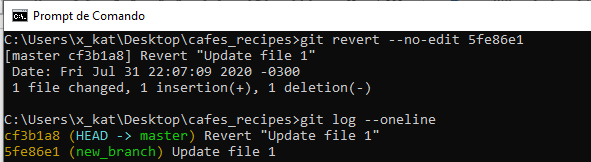 Prompt de Comando
C:\Users\x_kat\Desktop\cafes_recipes>git revert --no-edit 5fe86e1
[master cf3b1a8] Revert "Update file 1"
 Date: Fri Jul 31 22:07:09 2020 -0300
 1 file changed, 1 insertion(+), 1 deletion(-)
C:\Users\x_kat\Desktop\cafes_recipes>git log --oneline
cf3b1a8 (HEAD -> master) Revert "Update file 1"
5fe86e1 (new_branch) Update file 1